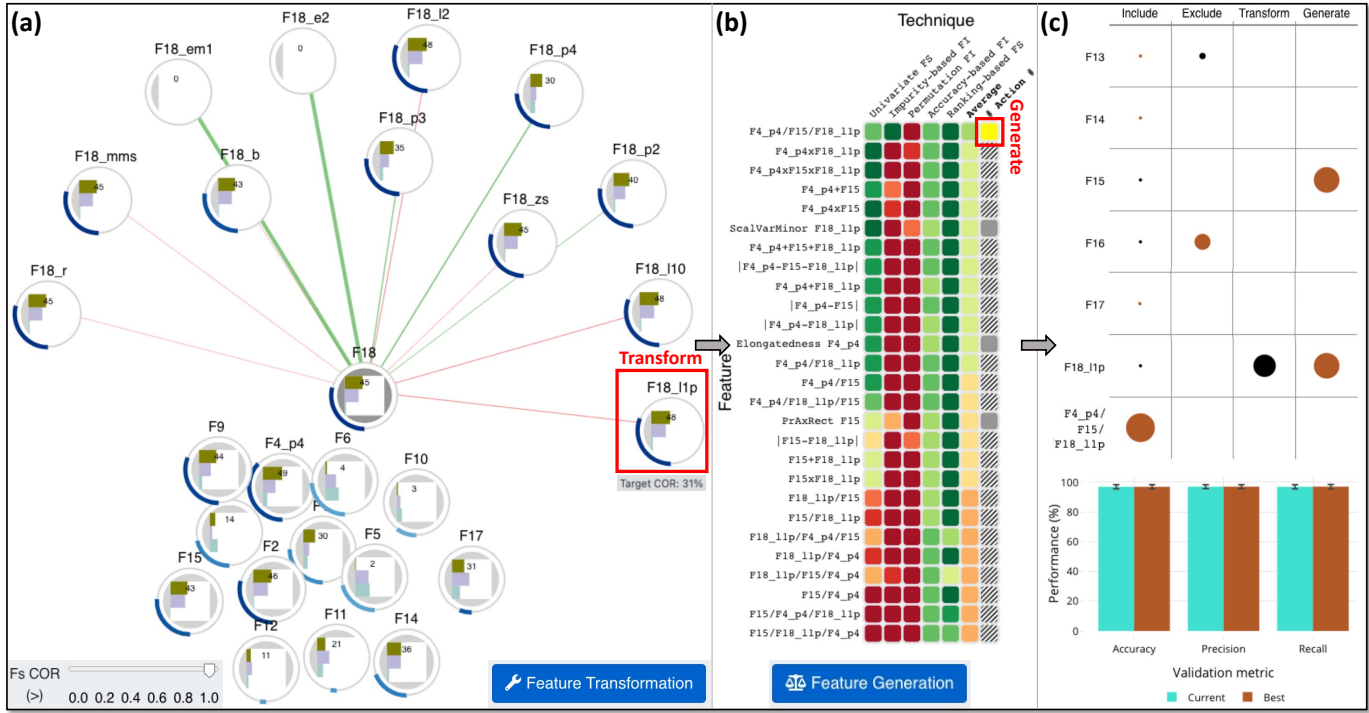 (a)
F18_em1
0
F18_e2
0
F18_l2
48
F18_p4
30
F18_p3
35
F18_mms
45
F18_b
43
F18_p2
40
F18_zs
45
F18_r
45
F18_l10
48
F18
45
Transform
F18_l1p
48
Target COR: 31%
F9
44
F4_p4
49
F6
4
F10
3
14
F
30
F15
43
F2
46
F5
2
F17
31
F12
11
F11
21
F14
36
Fs COR
(>)
0.0 0.2 0.4 0.6 0.8 1.0
Feature Transformation
(b)
Technique
Univariate FS
Impurity-based FI
Permutation FI
Accuracy-based FI
Ranking-based FS
Average
Action
Generate
Feature
F4_p4/F15/F18_l1p
F4_p4xF18_l1p
F4_p4xF15xF18_l1p
F4_p4+F15
F4_p4xF15
ScalVarMinor F18_l1p
F4_p4+F15+F18_l1p
|F4_p4-F15-F18_l1p|
F4_p4+F18_l1p
|F4_p4-F15|
|F4_p4-F18_l1p|
Elongatedness F4_p4
F4_p4/F18_l1p
F4_p4/F15
F4_p4/F18_l1p/F15
PrAxRect F15
|F15-F18_l1p|
F15+F18_l1p
F15xF18_l1p
F18_l1p/F15
F15/F18_l1p
F18_l1p/F4_p4/F15
F18_l1p/F4_p4
F18_l1p/F15/F4_p4
F15/F4_p4
F15/F4_p4/F18_l1p
F15/F18_l1p/F4_p4
Feature Generation
(c)
Include Exclude Transform Generate
F13
F14
F15
F16
F17
F18_l1p
F4_p4/
F15/
F18_l1p
Performance (%)
100
80
60
40
20
0
Accuracy Precision Recall
Validation metric
Current Best